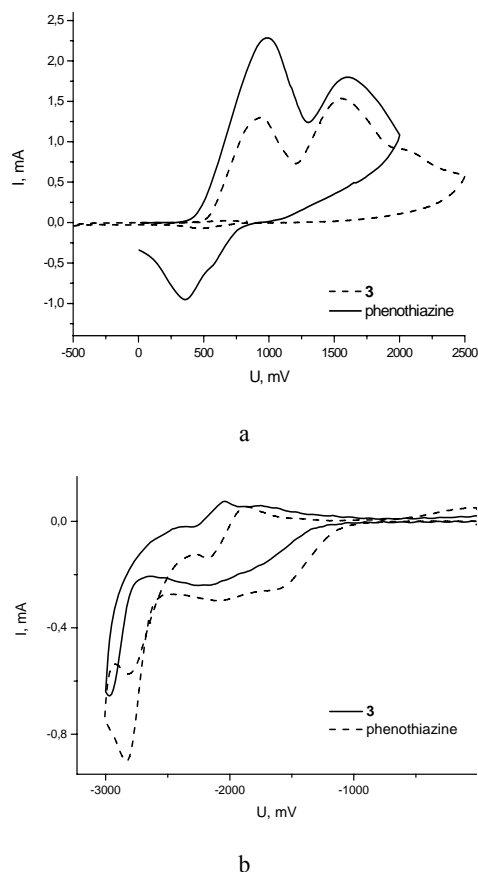 2,5
2,0
1,5
1,0
0,5
0,0
-0,5
-1,0
I, mA
3
phenothiazine
-500 0 500 1000 1500 2000 2500
U, mV
a
0,0
-0,4
-0,8
I, mA
3
phenothiazine
-3000 -2000 -1000
U, mV
b